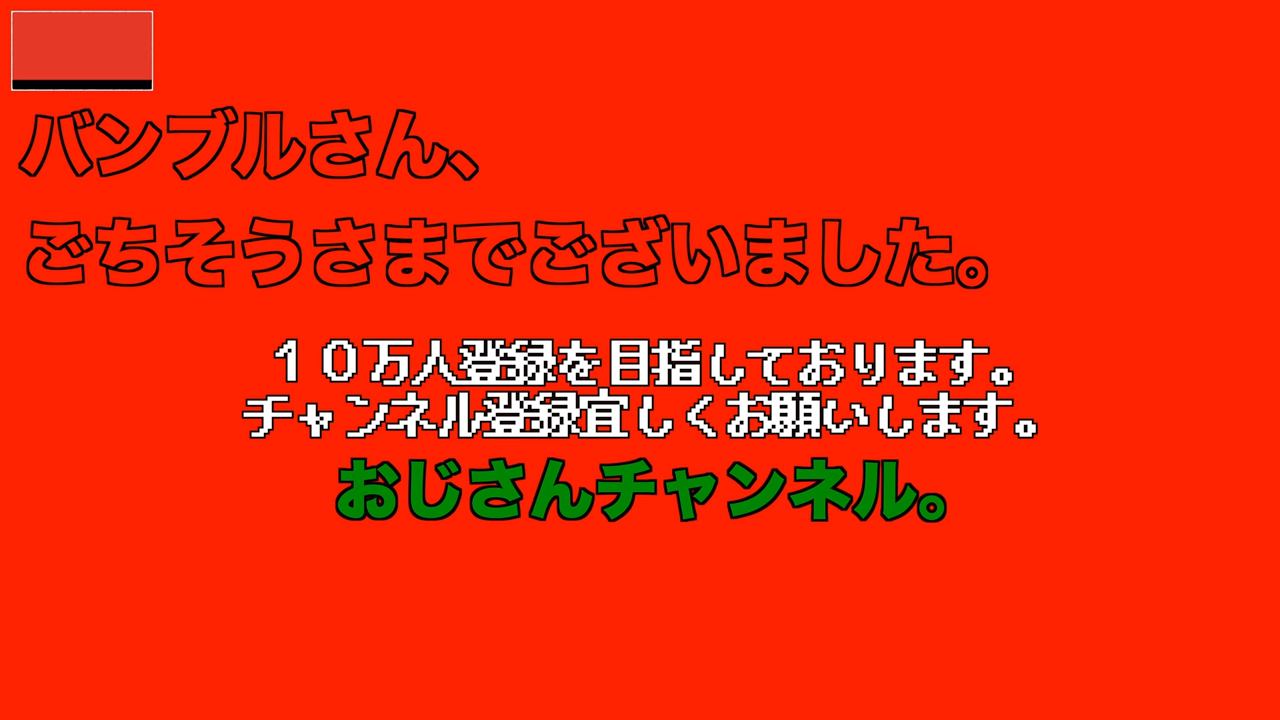 バンブルさん、
ごちそうさまでございました。
１０万人登録を目指しております。
チャンネル登録宜しくお願いします。
おじさんチャンネル。